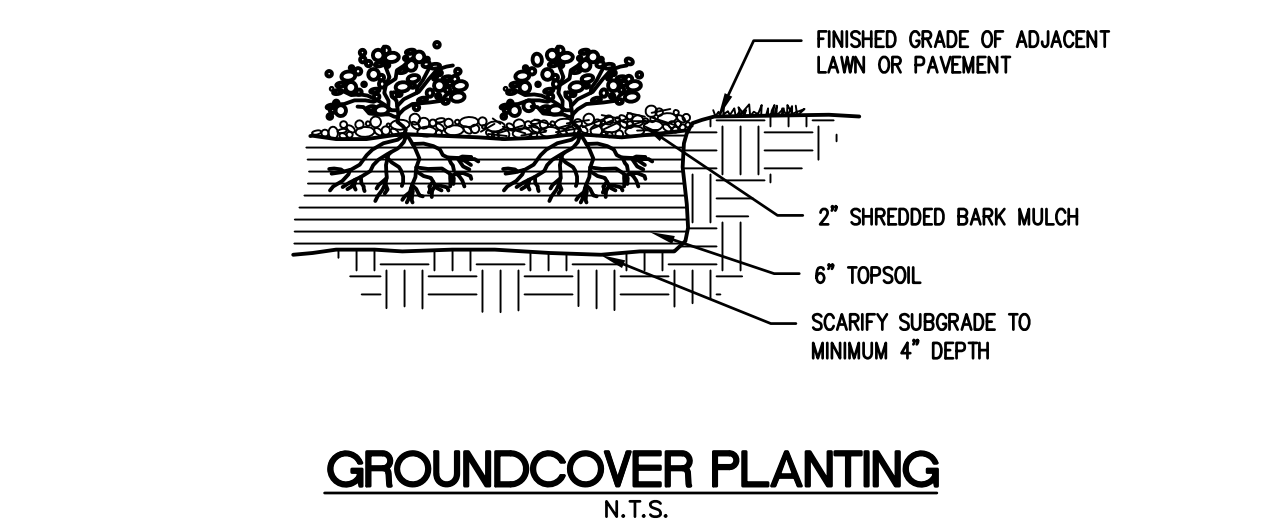 FINISHED GRADE OF ADJACENT
LAWN OR PAVEMENT
2” SHREDDED BARK MULCH
6” TOPSOIL
SCARIFY SUBGRADE TO
MINIMUM 4” DEPTH
GROUNDCOVER PLANTING
N.T.S.